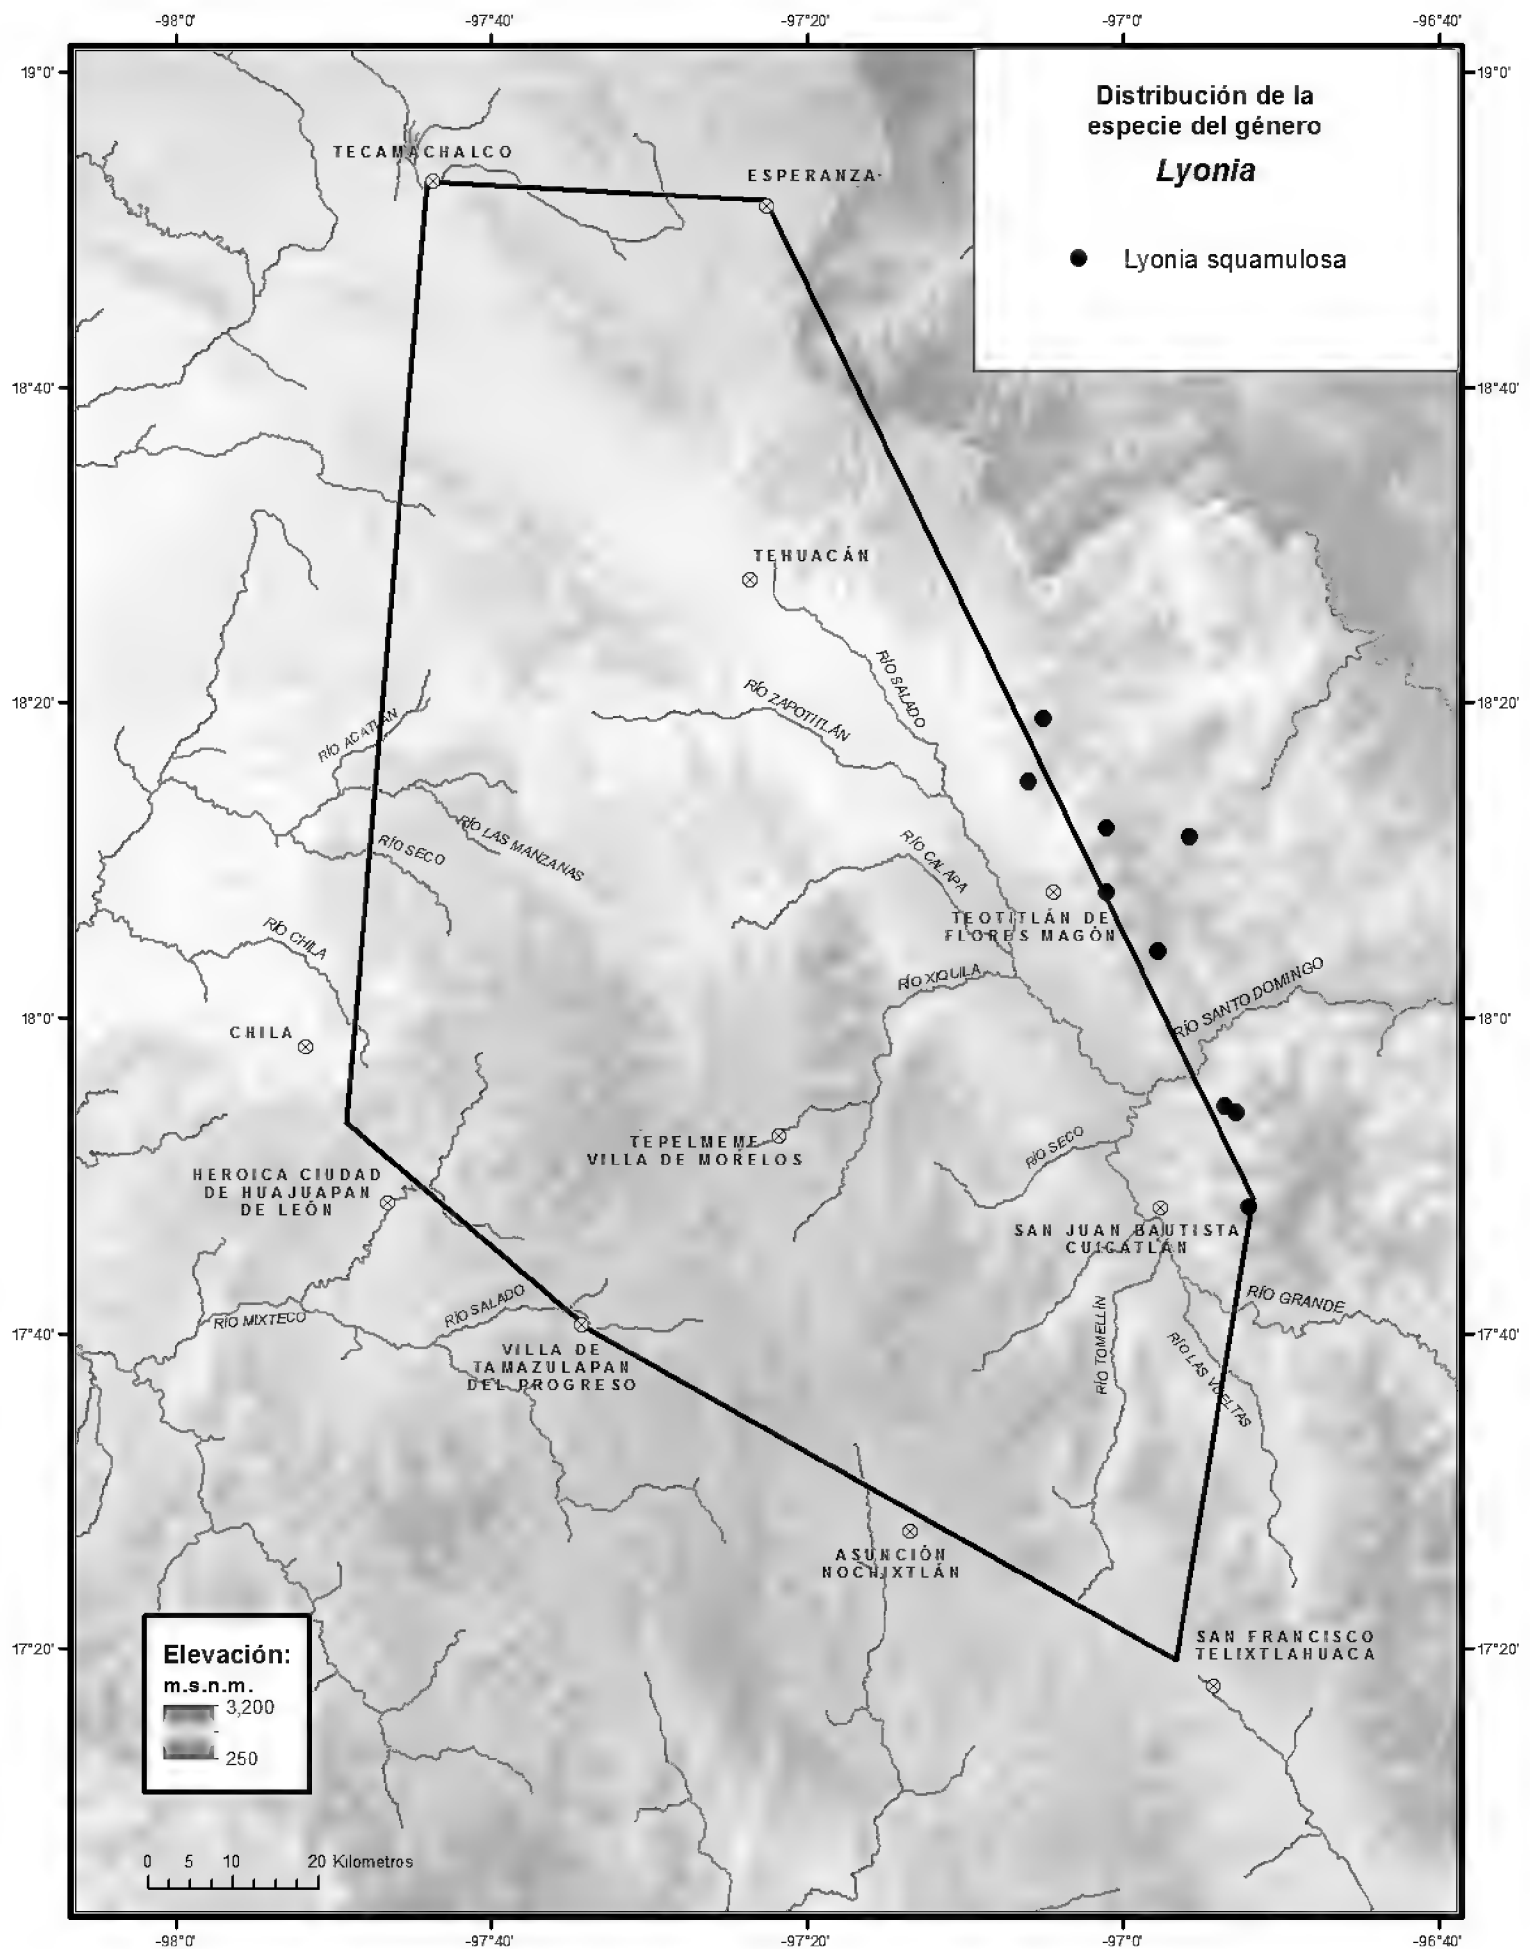 -98°0'
-97°40'
-97°20'
-97°0'
-96°40'
19°0'
19°0'
Distribución de la
especie del género
Lyonia
Lyonia squamulosa
TECAMACHALCO
ESPERANZA
18°40'
18°40'
TEHUACÁN
RÍO SALADO
RÍO ZAPOTITLÁN
18°20'
18°20'
RÍO ACATLÁN
RÍO LAS MANZANAS
RÍO SECO
RÍO CALAPA
TEOTITLÁN DE
FLORES MAGÓN
RÍO CHILA
RÍO XIQUILA
RÍO SANTO DOMINGO
18°0'
18°0'
CHILA
TEPELMEME
VILLA DE MORELOS
RÍO SECO
HEROICA CIUDAD
DE HUAJUAPAN
DE LEÓN
SAN JUAN BAUTISTA
CUICATLÁN
RÍO MIXTECO
RÍO SALADO
RÍO GRANDE
17°40'
17°40'
VILLA DE
TAMAZULAPAN
DEL PROGRESO
RÍO TOMELLÍN
RÍO LAS VUELTAS
ASUNCIÓN
NOCHIXTLÁN
17°20'
17°20'
SAN FRANCISCO
TELIXTLAHUACA
Elevación:
m.s.n.m.
3,200
250
0 5 10 20 Kilometros
-98°0'
-97°40'
-97°20'
-97°0'
-96°40'